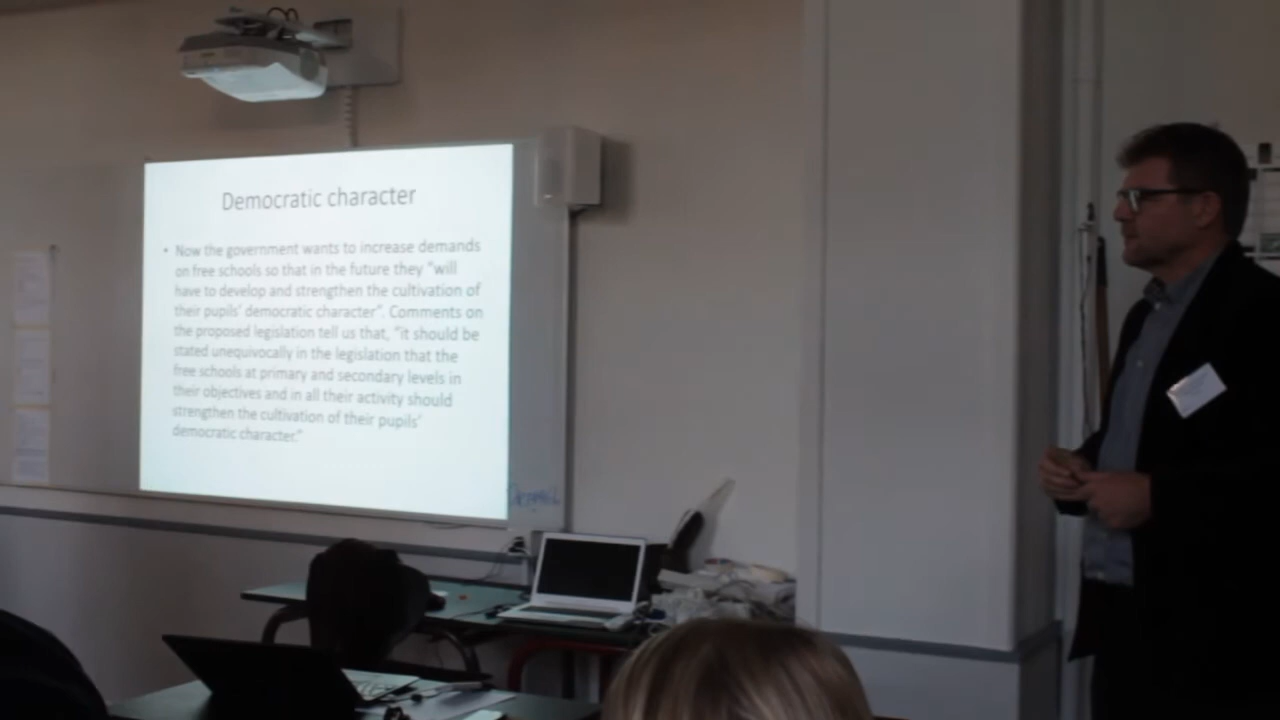 Democratic character
• Now the government wants to increase demands
on free schools so that in the future they "will
have to develop and strengthen the cultivation of
their pupils' democratic character". Comments on
the proposed legislation tell us that, "it should be
stated unequivocally in the legislation that the
free schools at primary and secondary levels in
their objectives and in all their activity should
strengthen the cultivation of their pupils'
democratic character."